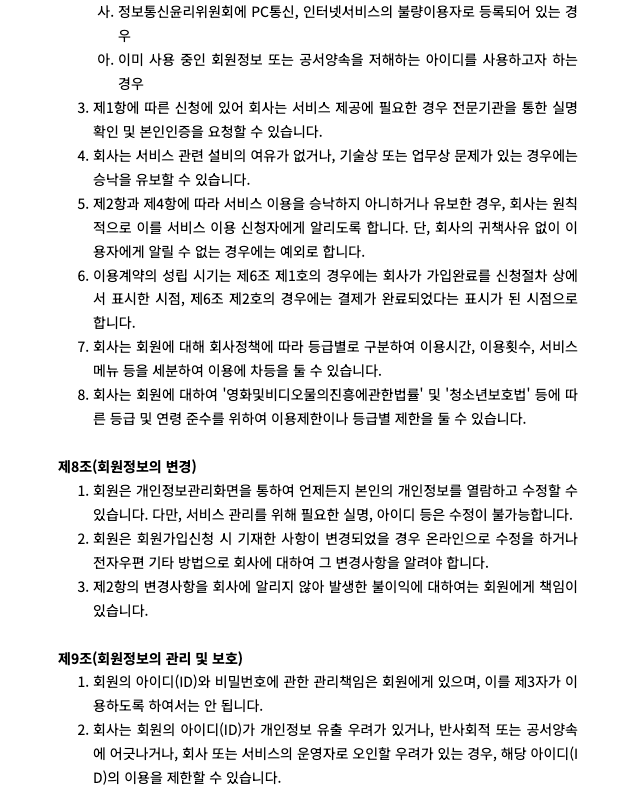 사. 정보통신윤리위원회에 PC통신, 인터넷서비스의 불량이용자로 등록되어 있는 경
우
아. 이미 사용 중인 회원정보 또는 공서양속을 저해하는 아이디를 사용하고자 하는
경우
3. 제1항에 따른 신청에 있어 회사는 서비스 제공에 필요한 경우 전문기관을 통한 실명
확인 및 본인인증을 요청할 수 있습니다.
4. 회사는 서비스 관련 설비의 여유가 없거나, 기술상 또는 업무상 문제가 있는 경우에는
승낙을 유보할 수 있습니다.
5. 제2항과 제4항에 따라 서비스 이용을 승낙하지 아니하거나 유보한 경우, 회사는 원칙
적으로 이를 서비스 이용 신청자에게 알리도록 합니다. 단, 회사의 귀책사유 없이 이
용자에게 알릴 수 없는 경우에는 예외로 합니다.
6. 이용계약의 성립 시기는 제6조 제1호의 경우에는 회사가 가입완료를 신청절차 상에
서 표시한 시점, 제6조 제2호의 경우에는 결제가 완료되었다는 표시가 된 시점으로
합니다.
7. 회사는 회원에 대해 회사정책에 따라 등급별로 구분하여 이용시간, 이용횟수, 서비스
메뉴 등을 세분하여 이용에 차등을 둘 수 있습니다.
8. 회사는 회원에 대하여 '영화및비디오물의진흥에관한법률' 및 '청소년보호법' 등에 따
른 등급 및 연령 준수를 위하여 이용제한이나 등급별 제한을 둘 수 있습니다.
제8조(회원정보의 변경)
1. 회원은 개인정보관리화면을 통하여 언제든지 본인의 개인정보를 열람하고 수정할 수
있습니다. 다만, 서비스 관리를 위해 필요한 실명, 아이디 등은 수정이 불가능합니다.
2. 회원은 회원가입신청 시 기재한 사항이 변경되었을 경우 온라인으로 수정을 하거나
전자우편 기타 방법으로 회사에 대하여 그 변경사항을 알려야 합니다.
3. 제2항의 변경사항을 회사에 알리지 않아 발생한 불이익에 대하여는 회원에게 책임이
있습니다.
제9조(회원정보의 관리 및 보호)
1. 회원의 아이디(ID)와 비밀번호에 관한 관리책임은 회원에게 있으며, 이를 제3자가 이
용하도록 하여서는 안 됩니다.
2. 회사는 회원의 아이디(ID)가 개인정보 유출 우려가 있거나, 반사회적 또는 공서양속
에 어긋나거나, 회사 또는 서비스의 운영자로 오인할 우려가 있는 경우, 해당 아이디(I
D)의 이용을 제한할 수 있습니다.